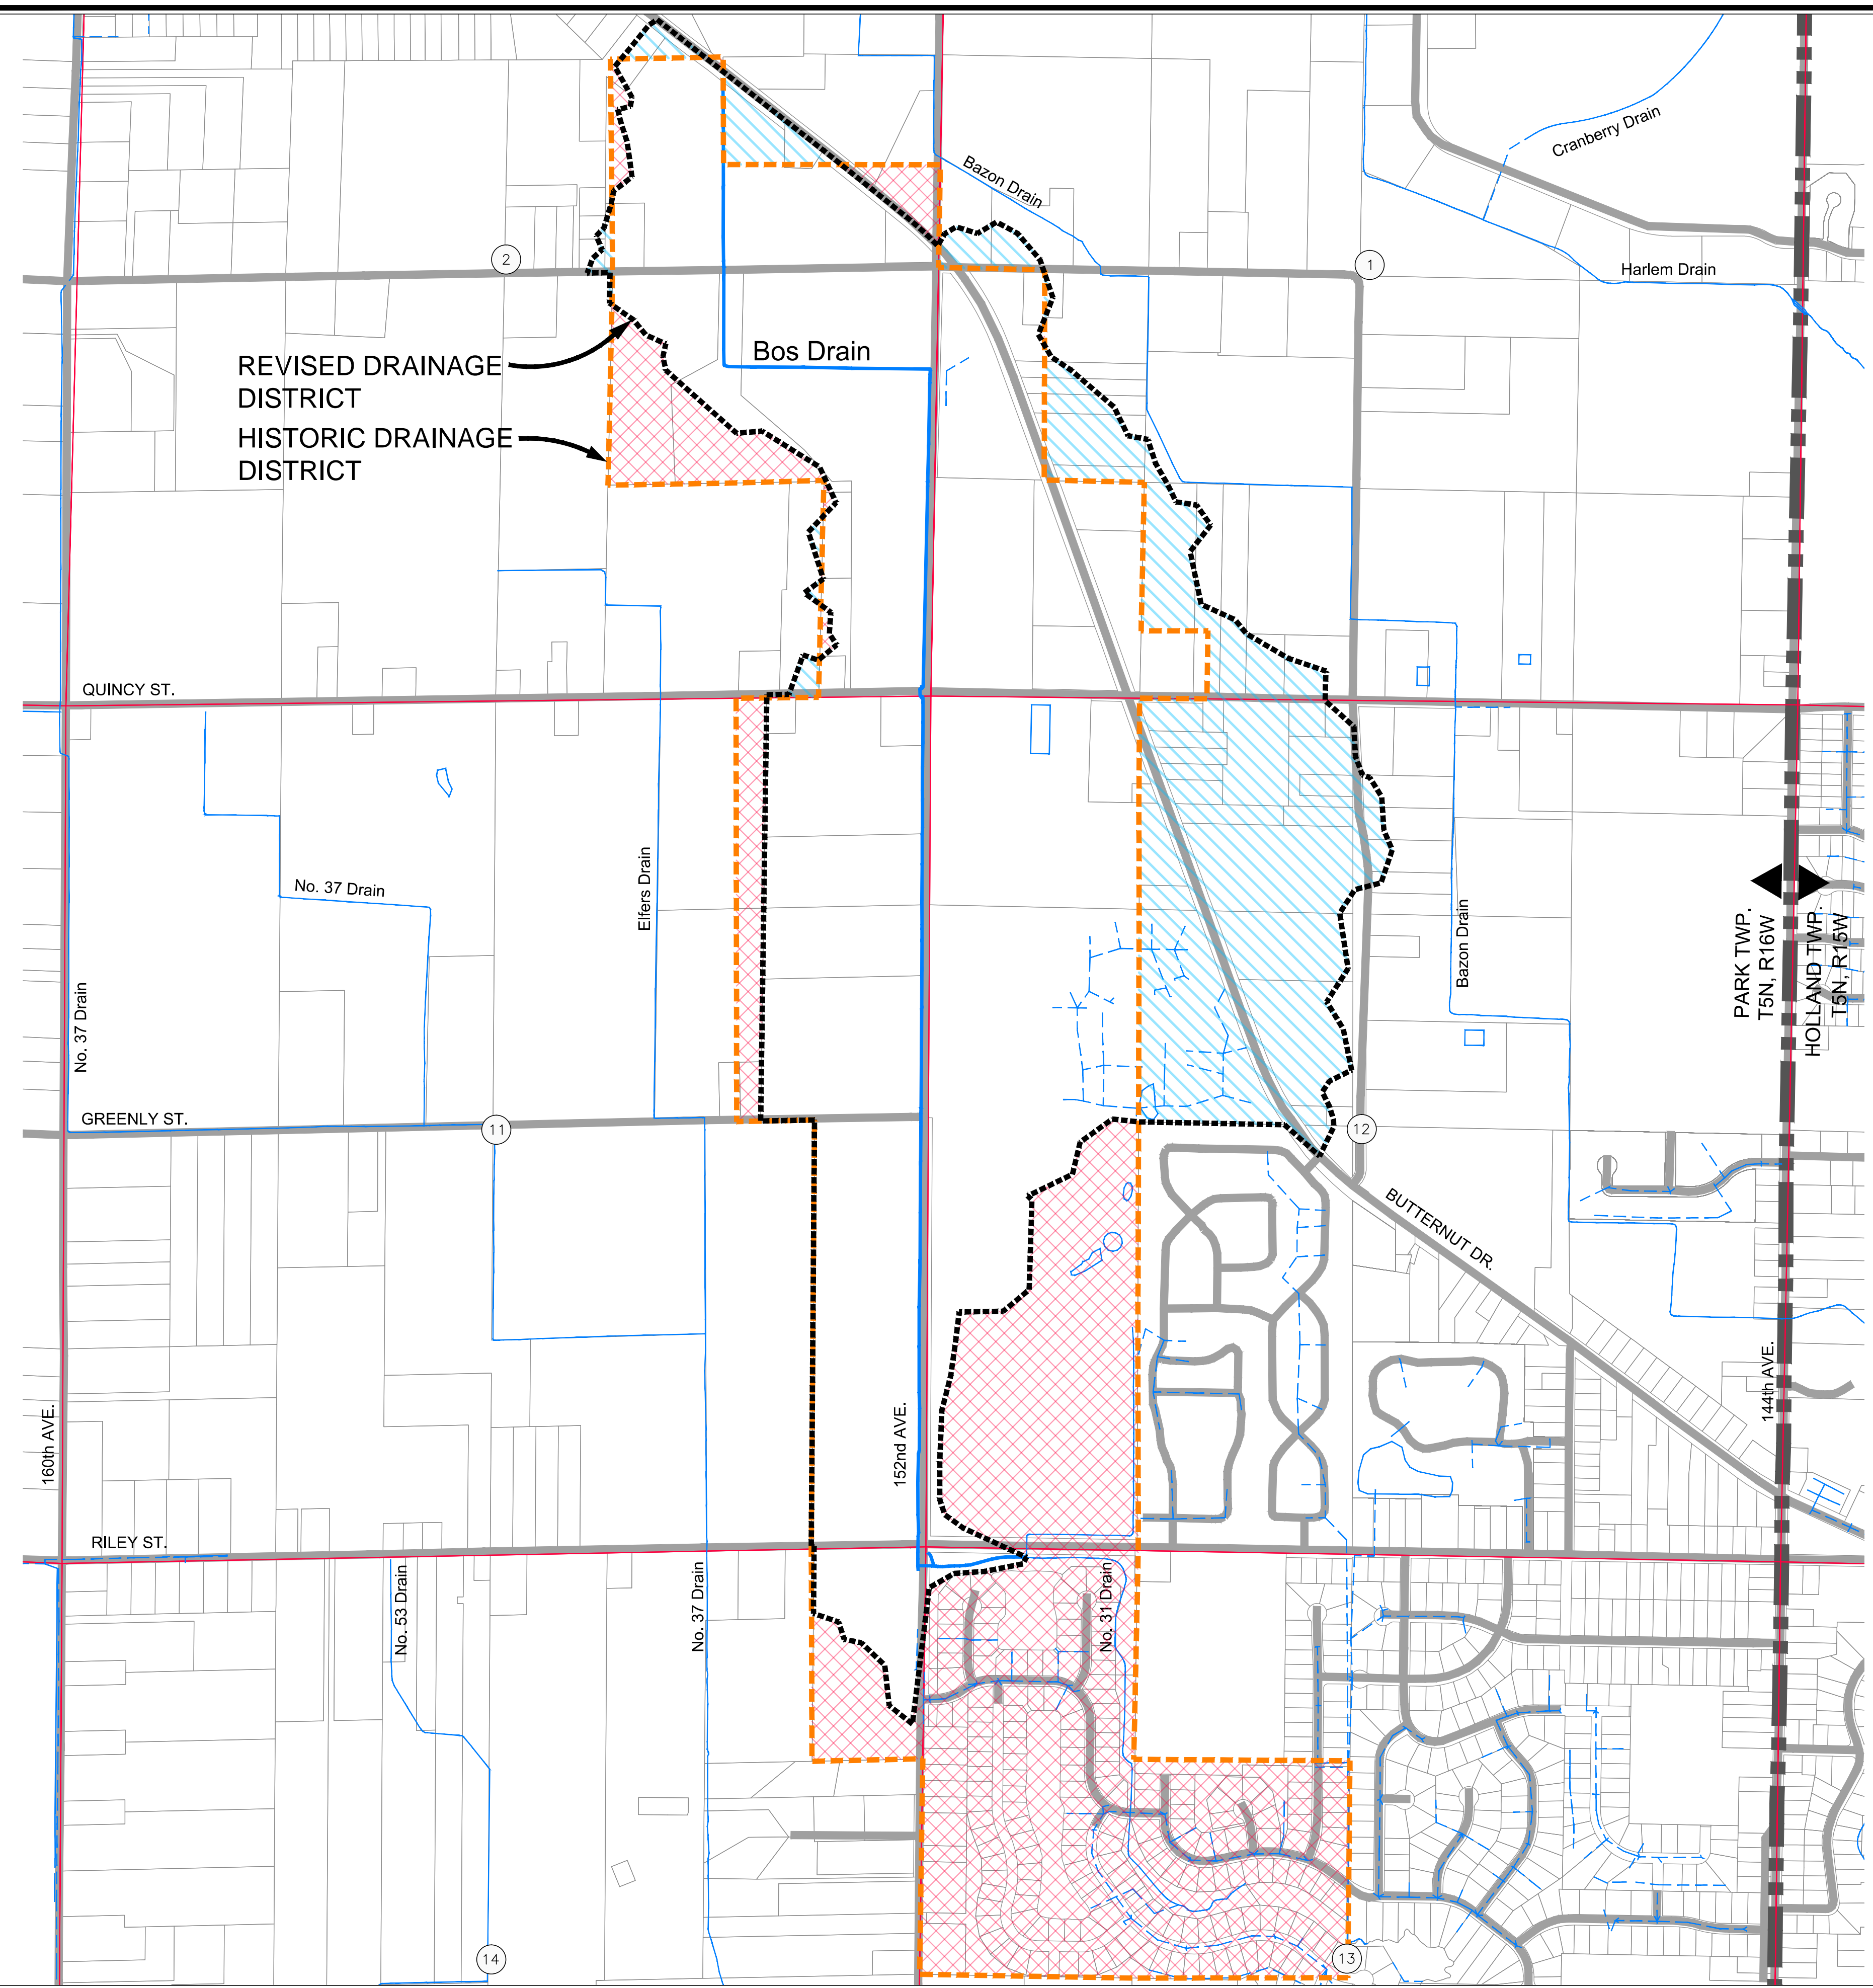 Cranberry Drain
Bazon Drain
2
1
Harlem Drain
Bos Drain
REVISED DRAINAGE
DISTRICT
HISTORIC DRAINAGE
DISTRICT
QUINCY ST.
No. 37 Drain
Elfers Drain
Bazon Drain
PARK TWP.
T5N, R16W
HOLLAND TWP.
T5N, R15W
No. 37 Drain
GREENLY ST.
11
12
BUTTERNUT DR.
160th AVE.
152nd AVE.
144th AVE.
RILEY ST.
No. 53 Drain
No. 37 Drain
No. 31 Drain
14
13